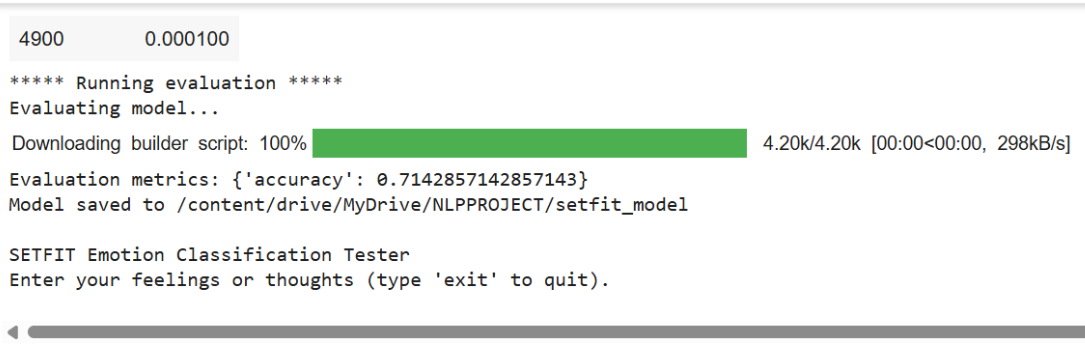 4900 0.000100
***** Running evaluation *****
Evaluating model...
Downloading builder script: 100% 4.20k/4.20k [00:00<00:00, 298kB/s]
Evaluation metrics: {'accuracy': 0.7142857142857143}
Model saved to /content/drive/MyDrive/NLPPROJECT/setfit_model
SETFIT Emotion Classification Tester
Enter your feelings or thoughts (type 'exit' to quit).